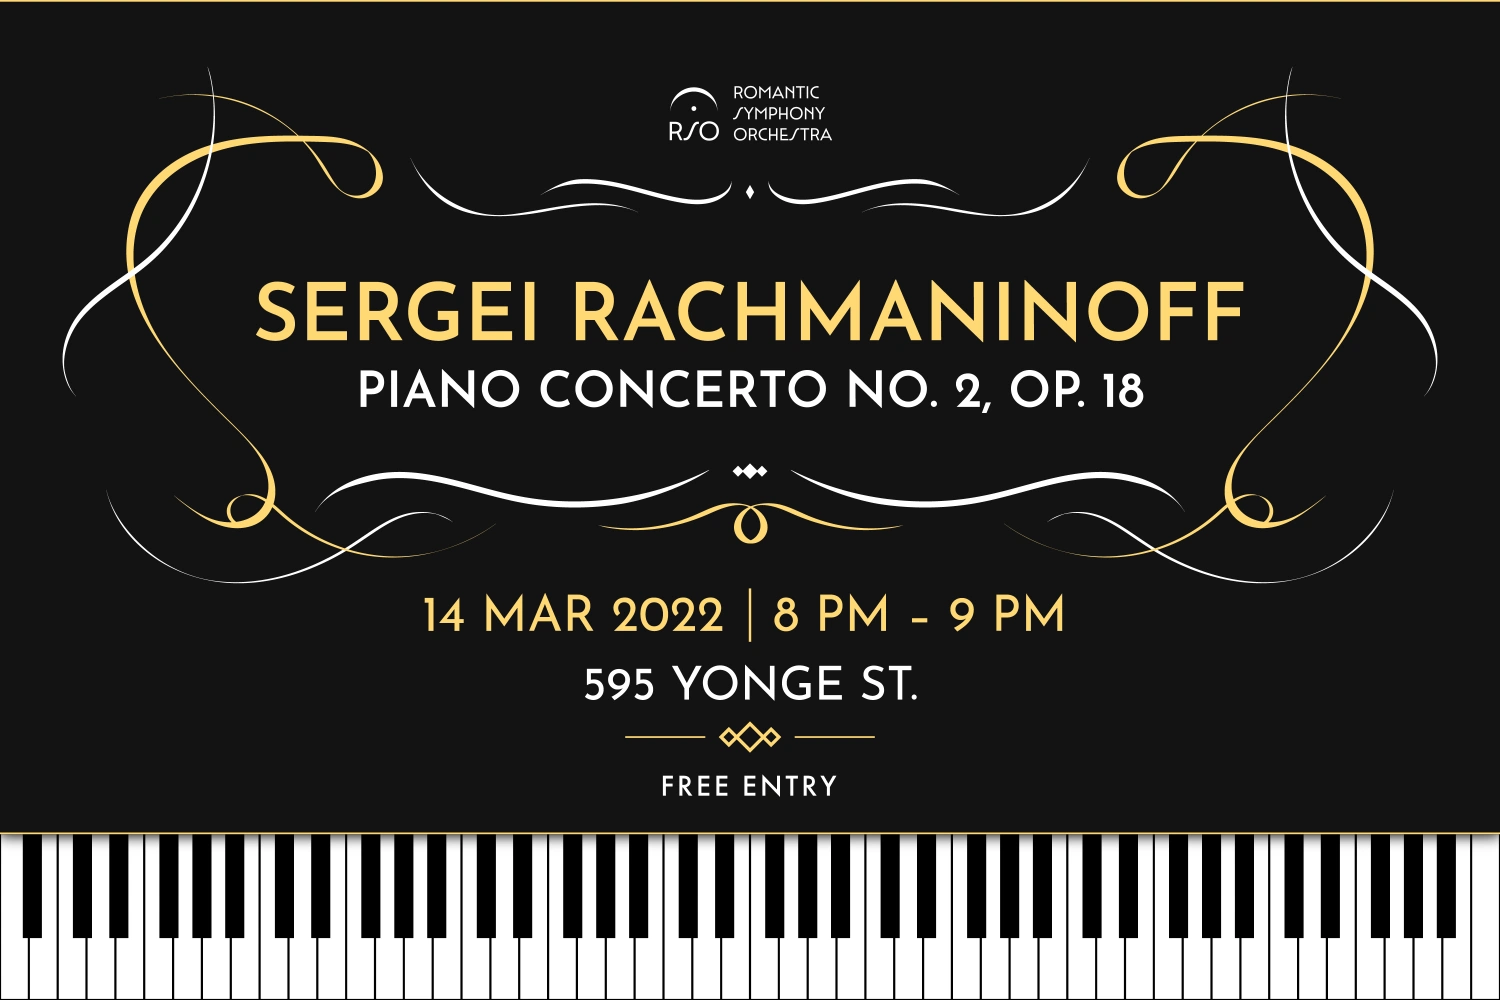 RSO
ROMANTIC
SYMPHONY
ORCHESTRA
SERGEI RACHMANINOFF
PIANO CONCERTO NO. 2, OP. 18
14 MAR 2022 | 8 PM – 9 PM
595 YONGE ST.
FREE ENTRY